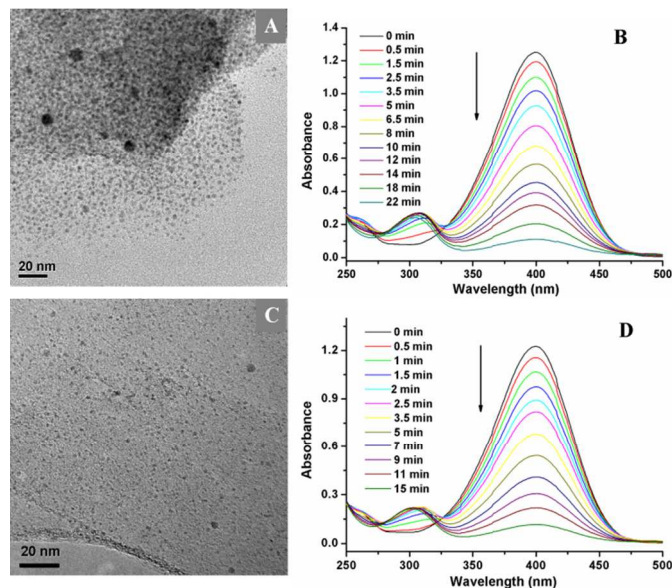 A
20 nm
B
0 min
0.5 min
1.5 min
2.5 min
3.5 min
5 min
6.5 min
8 min
10 min
12 min
14 min
18 min
22 min
Absorbance
1.4
1.2
1.0
0.8
0.6
0.4
0.2
0.0
250 300 350 400 450 500
Wavelength (nm)
C
20 nm
D
0 min
0.5 min
1 min
1.5 min
2 min
2.5 min
3.5 min
5 min
7 min
9 min
11 min
15 min
Absorbance
1.2
0.9
0.6
0.3
0.0
250 300 350 400 450 500
Wavelength (nm)